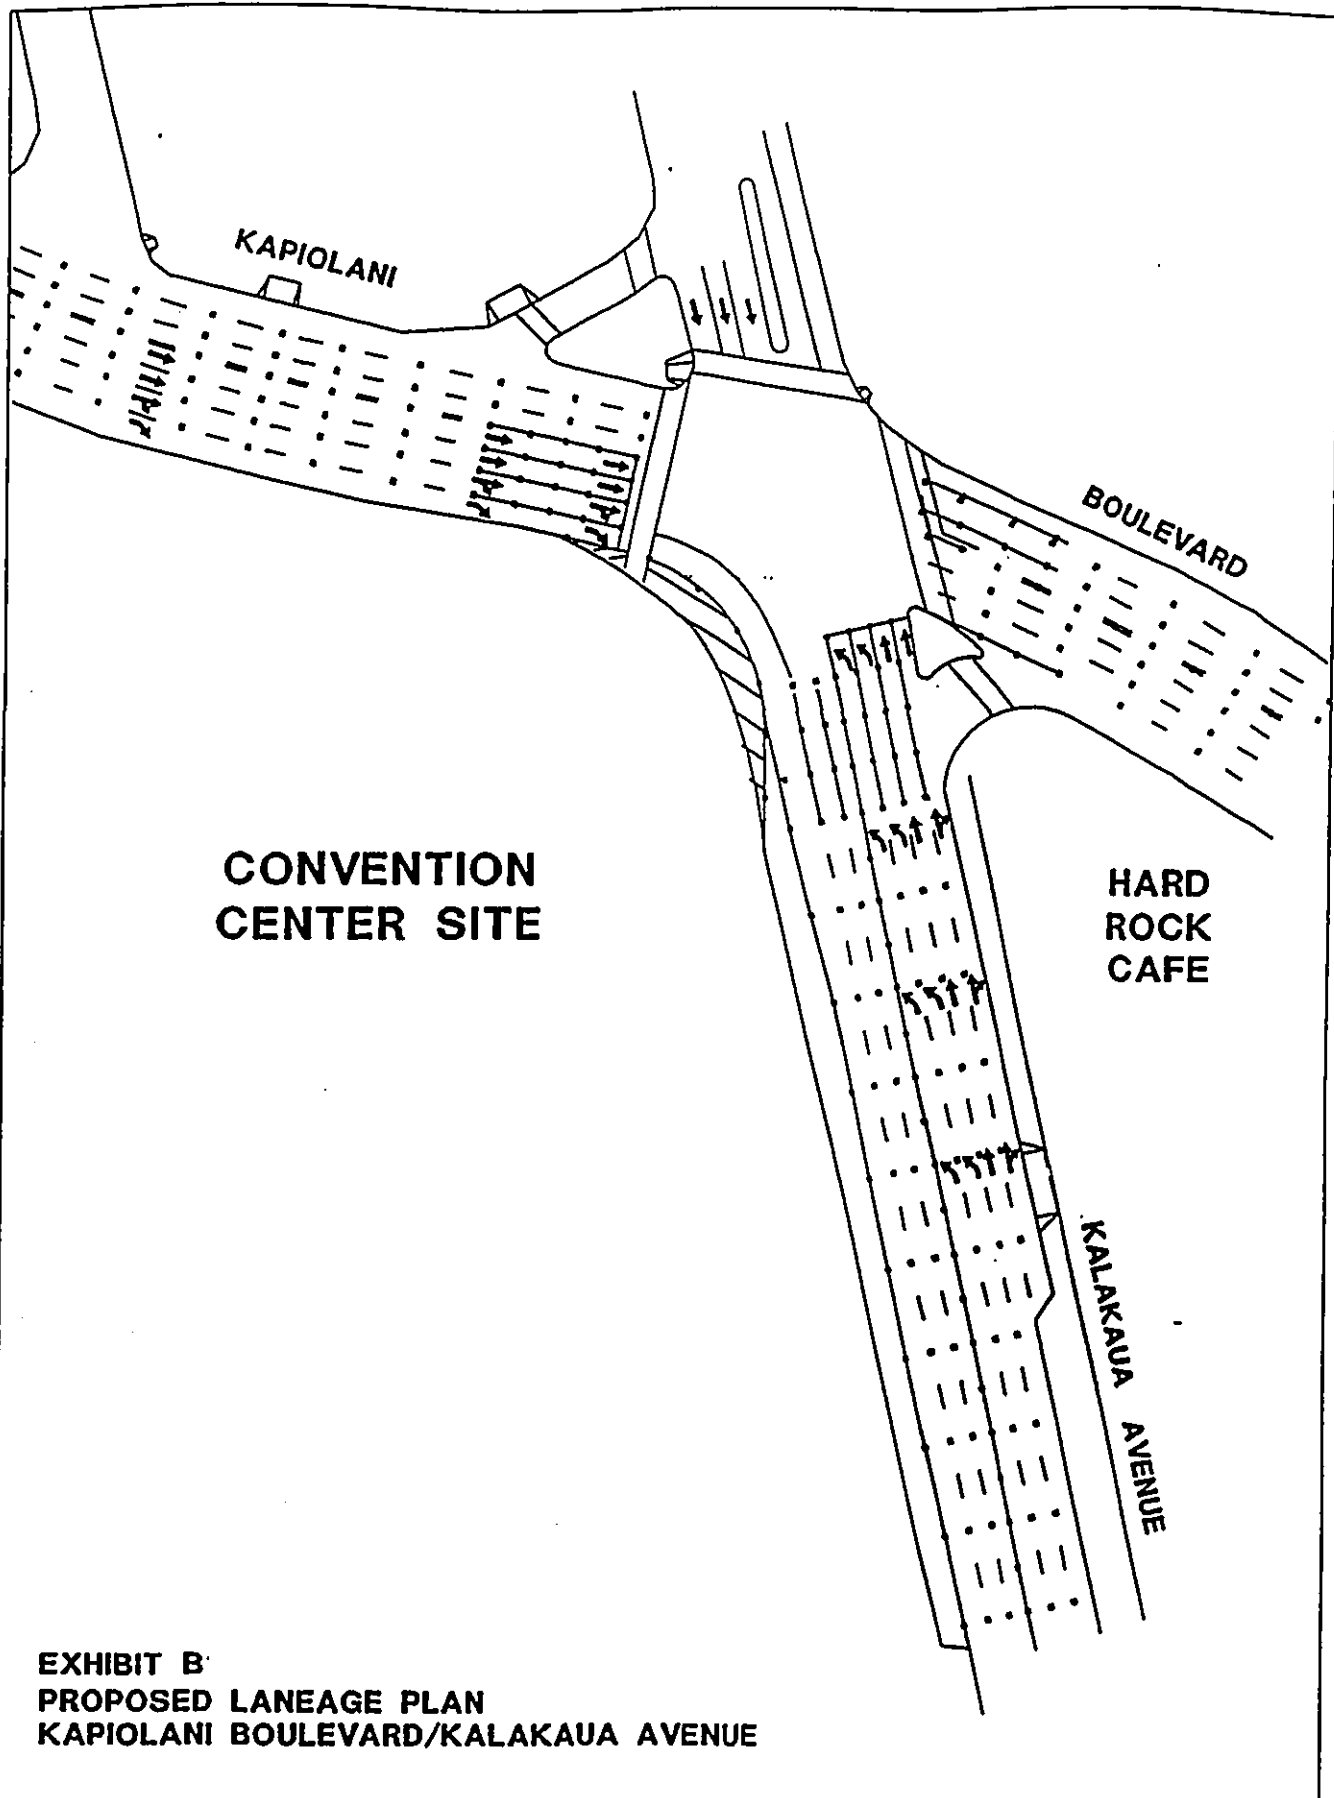 KAPIOLANI
BOULEVARD
CONVENTION
CENTER SITE
HARD
ROCK
CAFE
KALAKAUA AVENUE
EXHIBIT B
PROPOSED LANEAGE PLAN
KAPIOLANI BOULEVARD/KALAKAUA AVENUE